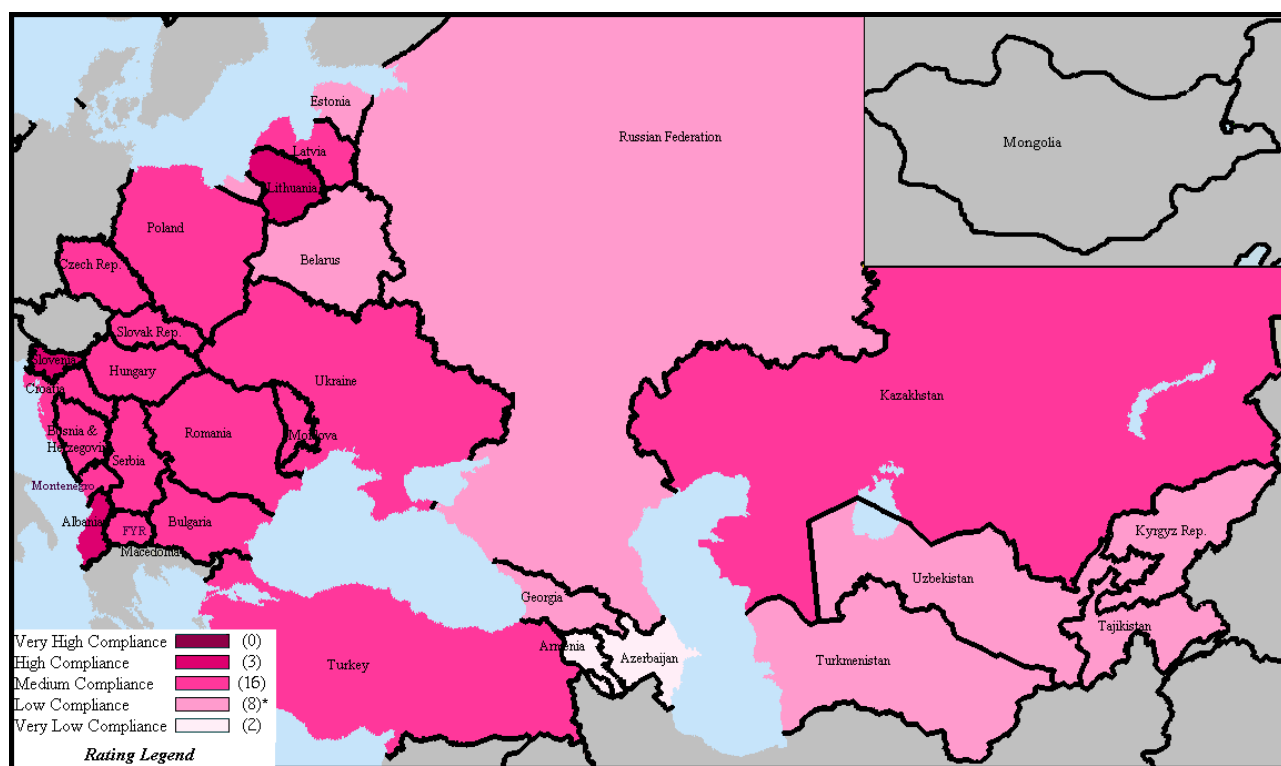 Estonia
Russian Federation
Mongolia
Latvia
Lithuania
Poland
Belarus
Czech Rep.
Slovak Rep.
Slovenia
Hungary
Ukraine
Croatia
Kazakhstan
Bosnia &
Herzegovina
Romania
Moldova
Serbia
Montenegro
Albania
FYR
Macedonia
Bulgaria
Kyrgyz Rep.
Uzbekistan
Georgia
Tajikistan
Armenia
Azerbaijan
Turkmenistan
Turkey
Very High Compliance (0)
High Compliance (3)
Medium Compliance (16)
Low Compliance (8)*
Very Low Compliance (2)
Rating Legend